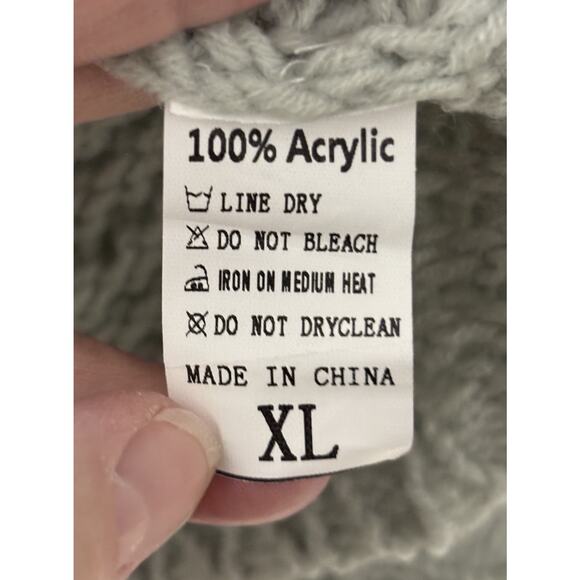 100% Acrylic
LINE DRY
DO NOT BLEACH
IRON ON MEDIUM HEAT
DO NOT DRYCLEAN
MADE IN CHINA
XL